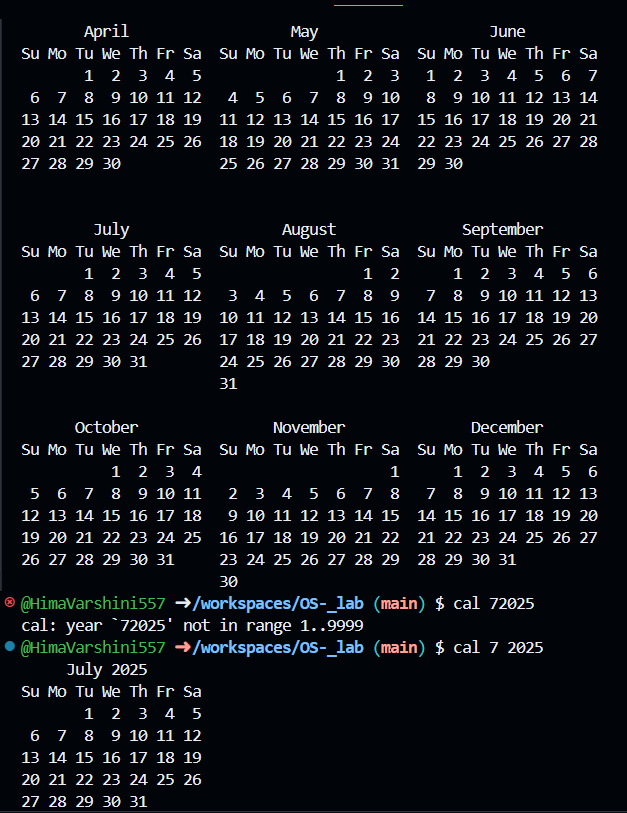 April                  May                   June
Su Mo Tu We Th Fr Sa  Su Mo Tu We Th Fr Sa  Su Mo Tu We Th Fr Sa
       1  2  3  4  5               1  2  3   1  2  3  4  5  6  7
 6  7  8  9 10 11 12   4  5  6  7  8  9 10   8  9 10 11 12 13 14
13 14 15 16 17 18 19  11 12 13 14 15 16 17  15 16 17 18 19 20 21
20 21 22 23 24 25 26  18 19 20 21 22 23 24  22 23 24 25 26 27 28
27 28 29 30           25 26 27 28 29 30 31  29 30
        July                 August              September
Su Mo Tu We Th Fr Sa  Su Mo Tu We Th Fr Sa  Su Mo Tu We Th Fr Sa
       1  2  3  4  5                  1  2      1  2  3  4  5  6
 6  7  8  9 10 11 12   3  4  5  6  7  8  9   7  8  9 10 11 12 13
13 14 15 16 17 18 19  10 11 12 13 14 15 16  14 15 16 17 18 19 20
20 21 22 23 24 25 26  17 18 19 20 21 22 23  21 22 23 24 25 26 27
27 28 29 30 31        24 25 26 27 28 29 30  28 29 30
                      31
      October               November              December
Su Mo Tu We Th Fr Sa  Su Mo Tu We Th Fr Sa  Su Mo Tu We Th Fr Sa
          1  2  3  4                     1      1  2  3  4  5  6
 5  6  7  8  9 10 11   2  3  4  5  6  7  8   7  8  9 10 11 12 13
12 13 14 15 16 17 18   9 10 11 12 13 14 15  14 15 16 17 18 19 20
19 20 21 22 23 24 25  16 17 18 19 20 21 22  21 22 23 24 25 26 27
26 27 28 29 30 31     23 24 25 26 27 28 29  28 29 30 31
                      30
@HimaVarshini557 ➜/workspaces/OS-_lab (main) $ cal 72025
cal: year `72025' not in range 1..9999
@HimaVarshini557 ➜/workspaces/OS-_lab (main) $ cal 7 2025
     July 2025
Su Mo Tu We Th Fr Sa
       1  2  3  4  5
 6  7  8  9 10 11 12
13 14 15 16 17 18 19
20 21 22 23 24 25 26
27 28 29 30 31